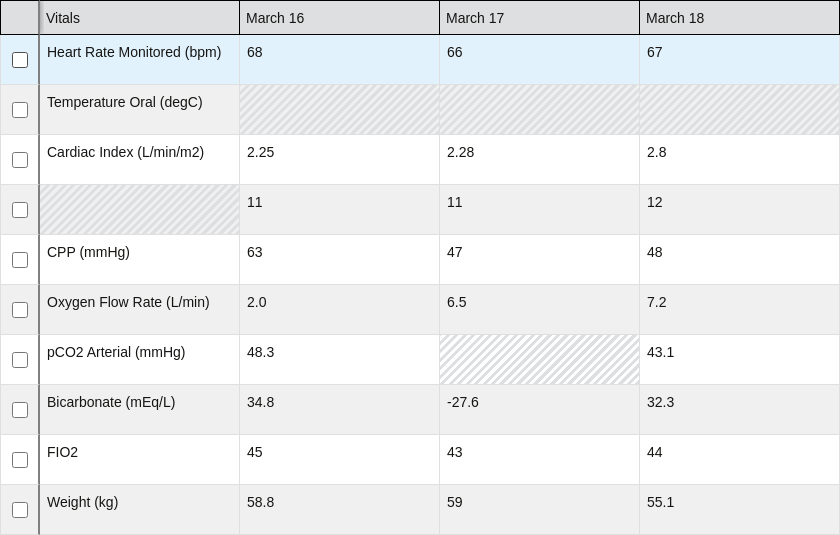 Vitals March 16 March 17 March 18
Heart Rate Monitored (bpm) 68 66 67
Temperature Oral (degC)
Cardiac Index (L/min/m2) 2.25 2.28 2.8
11 11 12
CPP (mmHg) 63 47 48
Oxygen Flow Rate (L/min) 2.0 6.5 7.2
pCO2 Arterial (mmHg) 48.3 43.1
Bicarbonate (mEq/L) 34.8 -27.6 32.3
FIO2 45 43 44
Weight (kg) 58.8 59 55.1